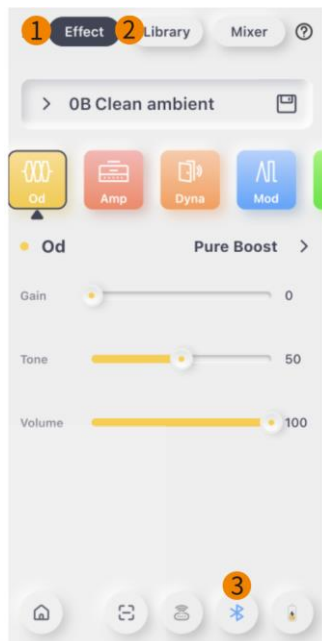 1 Effect 2 Library Mixer ?
0B Clean ambient
Od Amp Dyna Mod
Od Pure Boost >
Gain 0
Tone 50
Volume 100
3